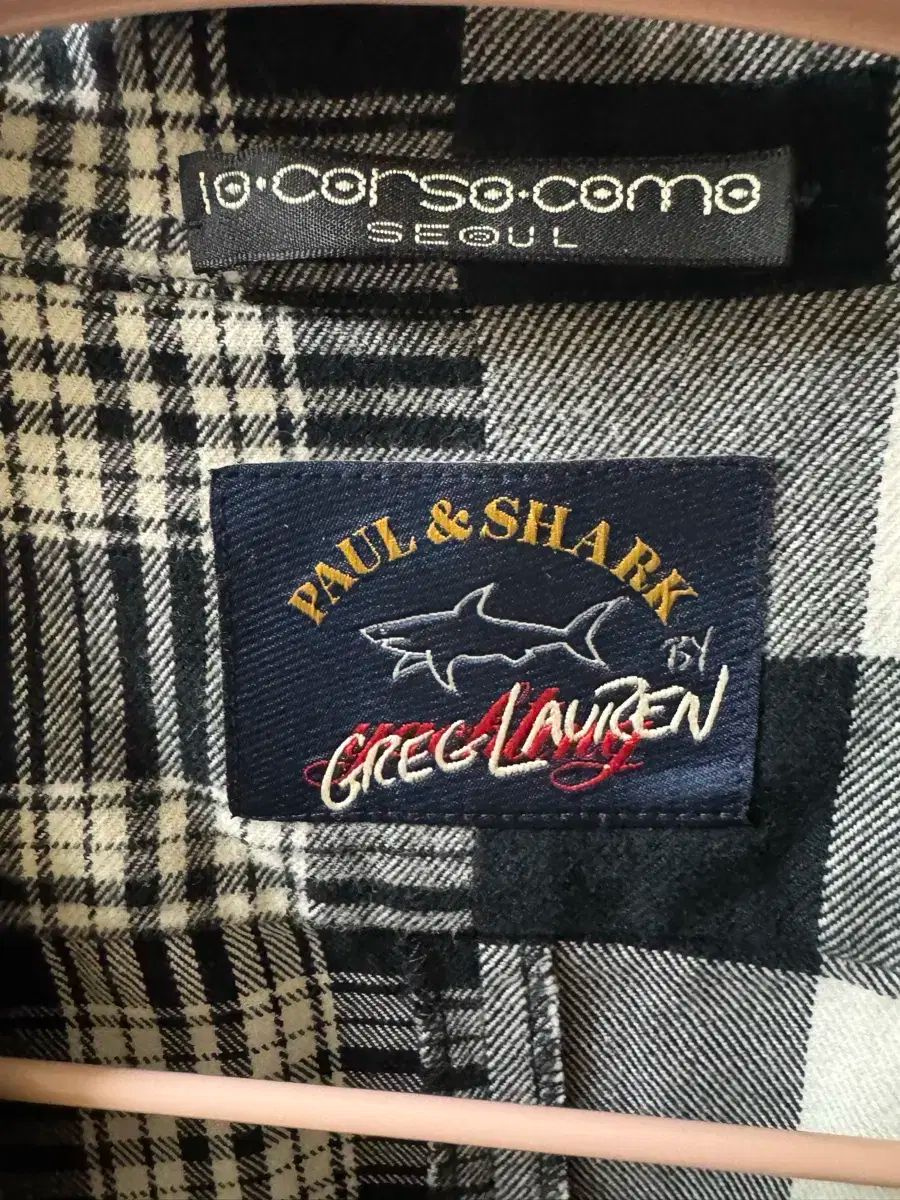 10·corso·como
SEOUL
PAUL & SHARK
BY
GREG LAUREN